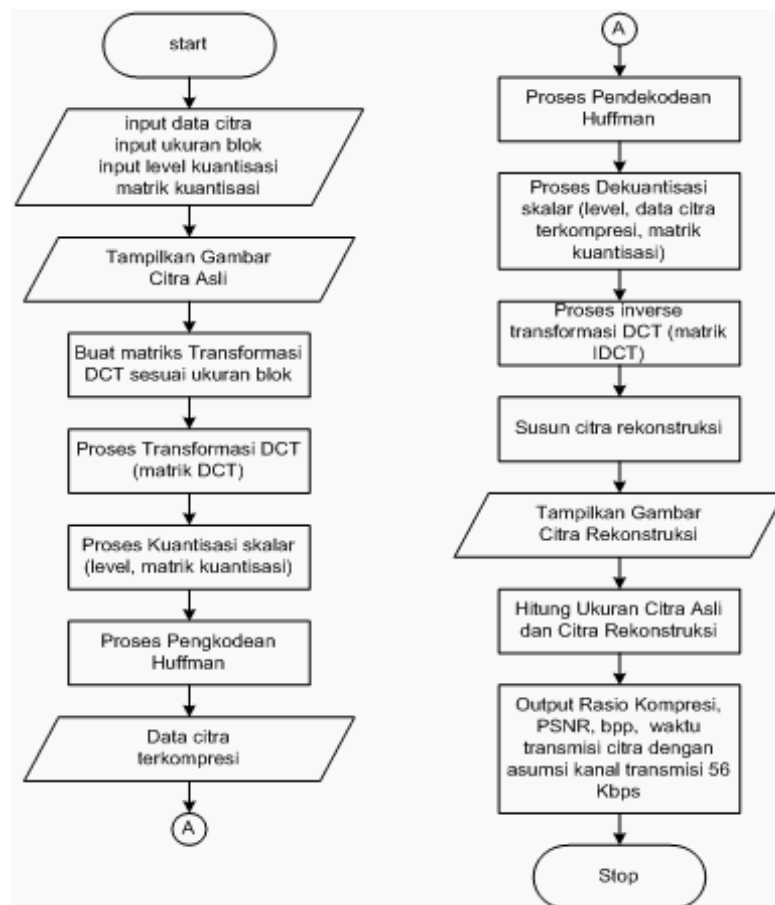 start
input data citra
input ukuran blok
input level kuantisasi
matrik kuantisasi
Tampilkan Gambar
Citra Asli
Buat matriks Transformasi
DCT sesuai ukuran blok
Proses Transformasi DCT
(matrik DCT)
Proses Kuantisasi skalar
(level, matrik kuantisasi)
Proses Pengkodean
Huffman
Data citra
terkompresi
A
A
Proses Pendekodean
Huffman
Proses Dekuantisasi
skalar (level, data citra
terkompresi, matrik
kuantisasi)
Proses inverse
transformasi DCT (matrik
IDCT)
Susun citra rekonstruksi
Tampilkan Gambar
Citra Rekonstruksi
Hitung Ukuran Citra Asli
dan Citra Rekonstruksi
Output Rasio Kompresi,
PSNR, bpp, waktu
transmisi citra dengan
asumsi kanal transmisi 56
Kbps
Stop